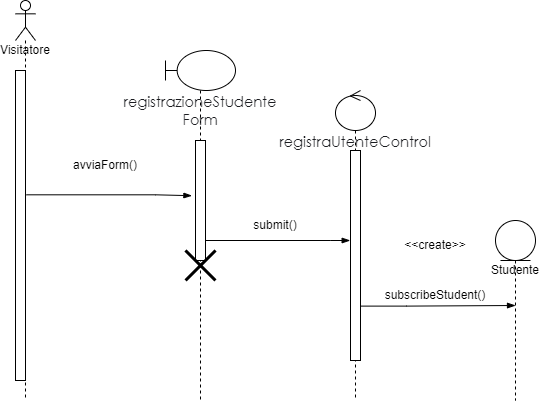 Visitatore
registrazioneStudente
Form
registraUtenteControl
avviaForm()
submit()
<<create>>
Studente
subscribeStudent()